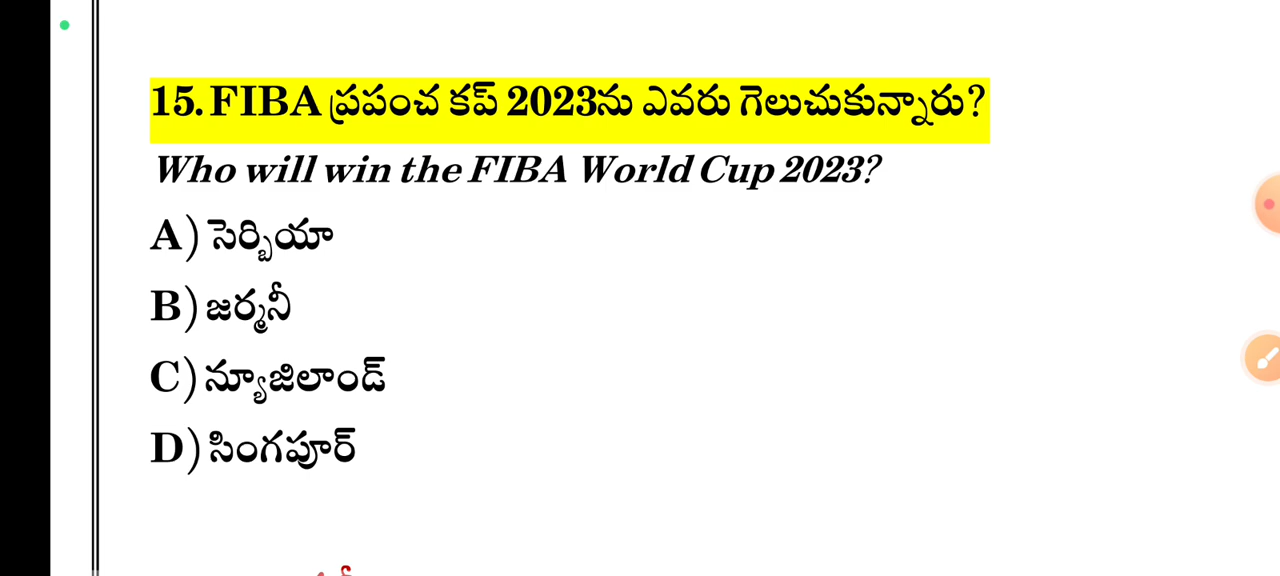 15. FIBA ప్రపంచ కప్ 2023ను ఎవరు గెలుచుకున్నారు?
Who will win the FIBA World Cup 2023?
A) సెర్బియా
B) జర్మనీ
C) న్యూజిలాండ్
D) సింగపూర్